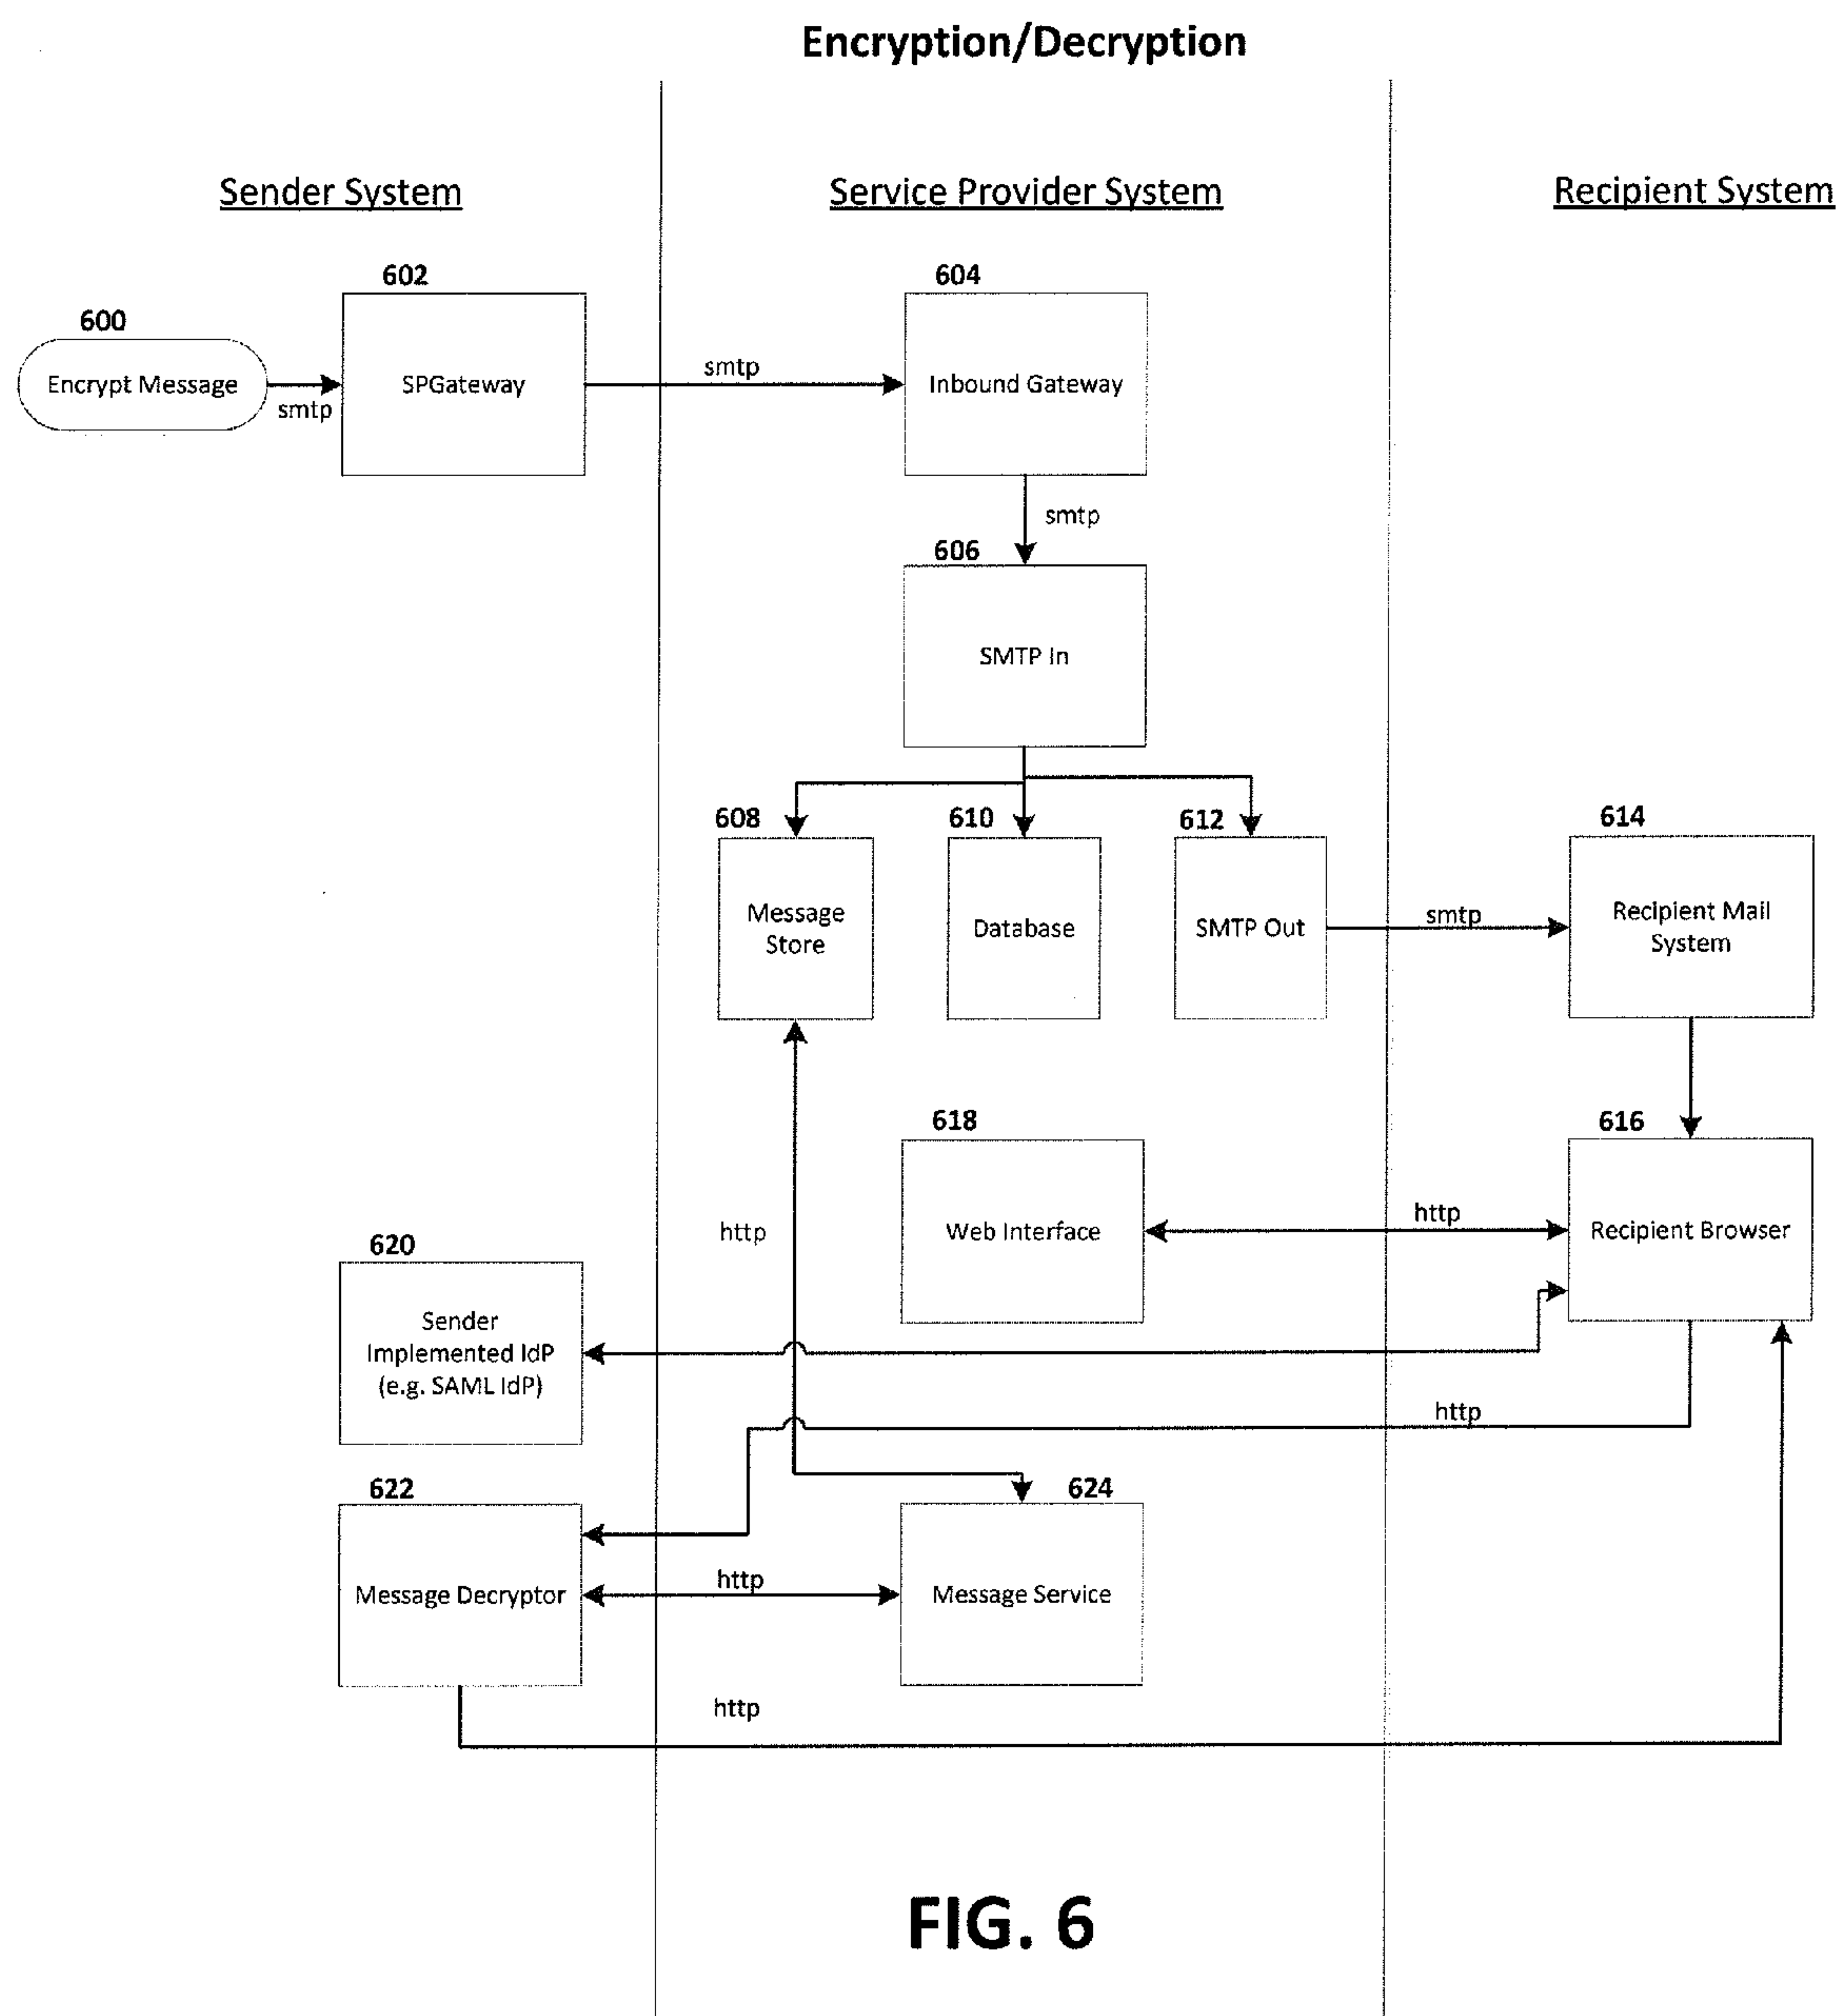 Encryption/Decryption
Sender System
Service Provider System
Recipient System
602
604
600
Encrypt Message
smtp
SPGateway
smtp
Inbound Gateway
smtp
606
SMTP In
608
610
612
614
Message
Store
Database
SMTP Out
smtp
Recipient Mail
System
618
616
http
Web Interface
http
Recipient Browser
620
Sender
Implemented IdP
(e.g. SAML IdP)
http
622
624
Message Decryptor
http
Message Service
http
FIG. 6